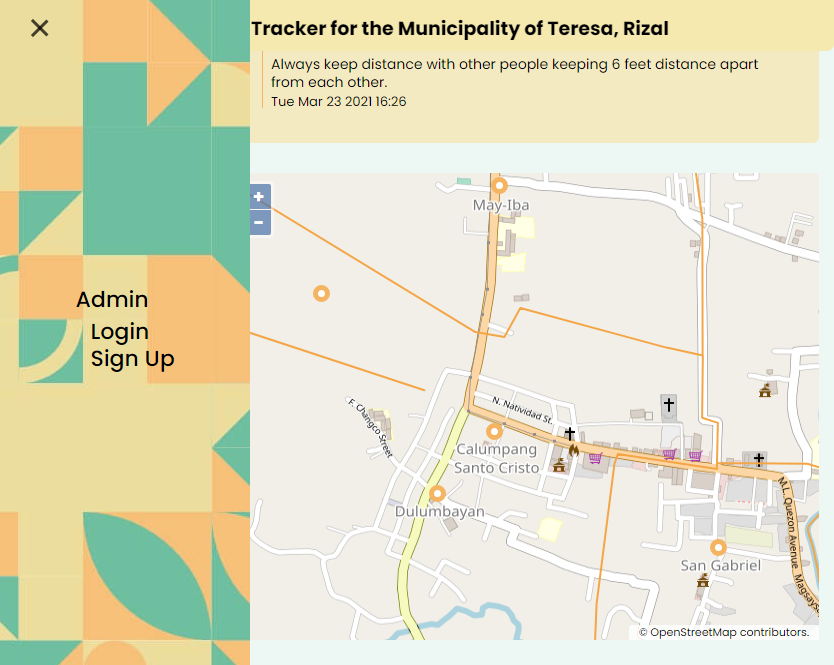 Tracker for the Municipality of Teresa, Rizal
Always keep distance with other people keeping 6 feet distance apart
from each other.
Tue Mar 23 2021 16:26
Admin
Login
Sign Up
+
−
May-Iba
N. Natividad St.
F. Changco Street
Calumpang
Santo Cristo
Dulumbayan
San Gabriel
M.L. Quezon Avenue
© OpenStreetMap contributors.